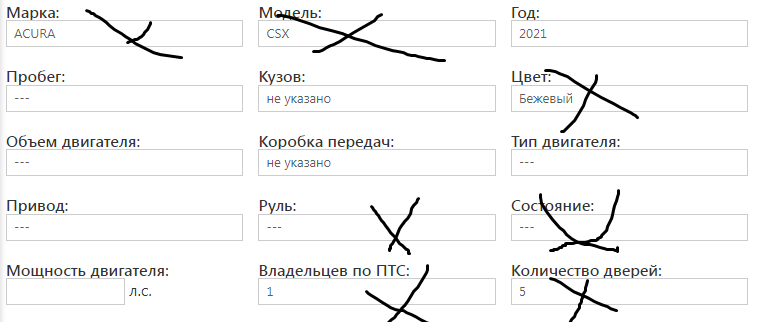 Марка: Модель: Год:
ACURA CSX 2021
Пробег: Кузов: Цвет:
--- не указано Бежевый
Объем двигателя: Коробка передач: Тип двигателя:
--- не указано ---
Привод: Руль: Состояние:
--- --- ---
Мощность двигателя: Владельцев по ПТС: Количество дверей:
л.с. 1 5